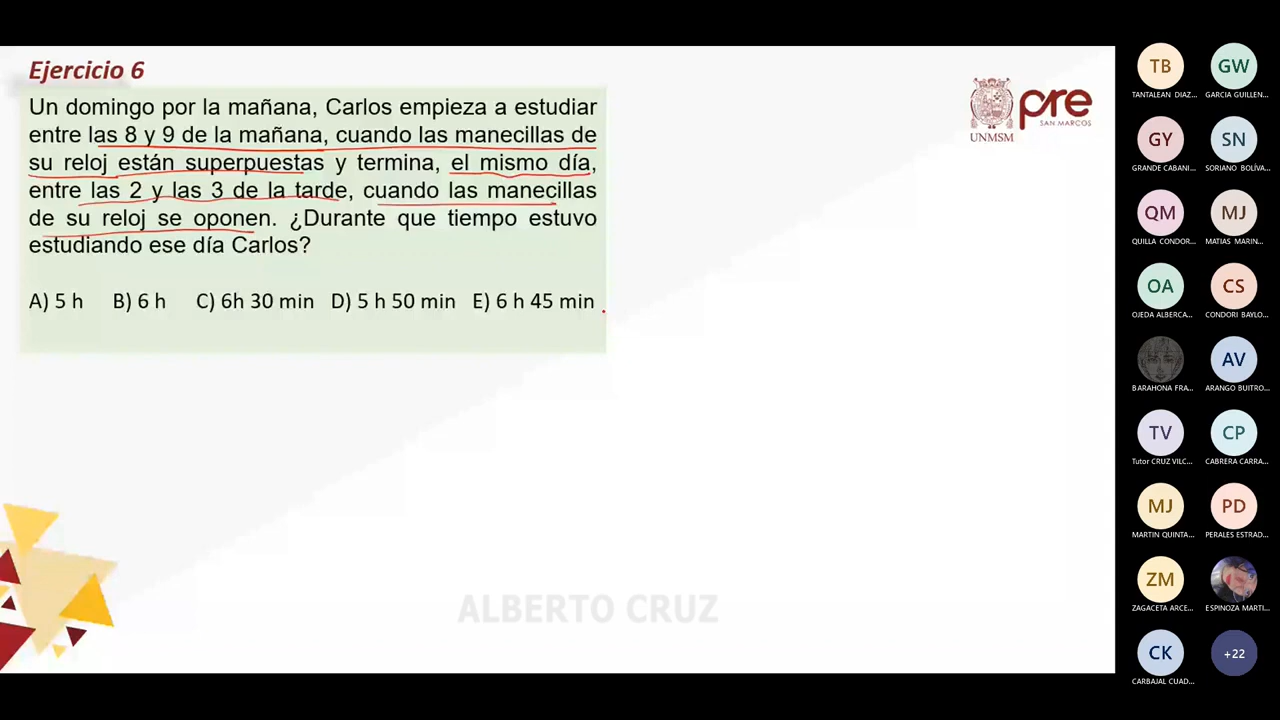 Ejercicio 6
Un domingo por la mañana, Carlos empieza a estudiar
entre las 8 y 9 de la mañana, cuando las manecillas de
su reloj están superpuestas y termina, el mismo día,
entre las 2 y las 3 de la tarde, cuando las manecillas
de su reloj se oponen. ¿Durante que tiempo estuvo
estudiando ese día Carlos?
A) 5 h B) 6 h C) 6h 30 min D) 5 h 50 min E) 6 h 45 min
UNMSM
pre
SAN MARCOS
ALBERTO CRUZ
TB GW
TANTALEAN DIAZ... GARCIA GUILLEN...
GY SN
GRANDE CABANI... SORIANO BOLÍVA...
QM MJ
QUILLA CONDOR... MATIAS MARIN...
OA CS
OJEDA ALBERCA... CONDORI BAYLO...
AV
BARAHONA FRA... ARANGO BUITRO...
TV CP
Tutor CRUZ VILC... CABRERA CARRA...
MJ PD
MARTIN QUINTA... PERALES ESTRAD...
ZM
ZAGACETA ARCE... ESPINOZA MARTI...
CK +22
CARBAJAL CUAD...